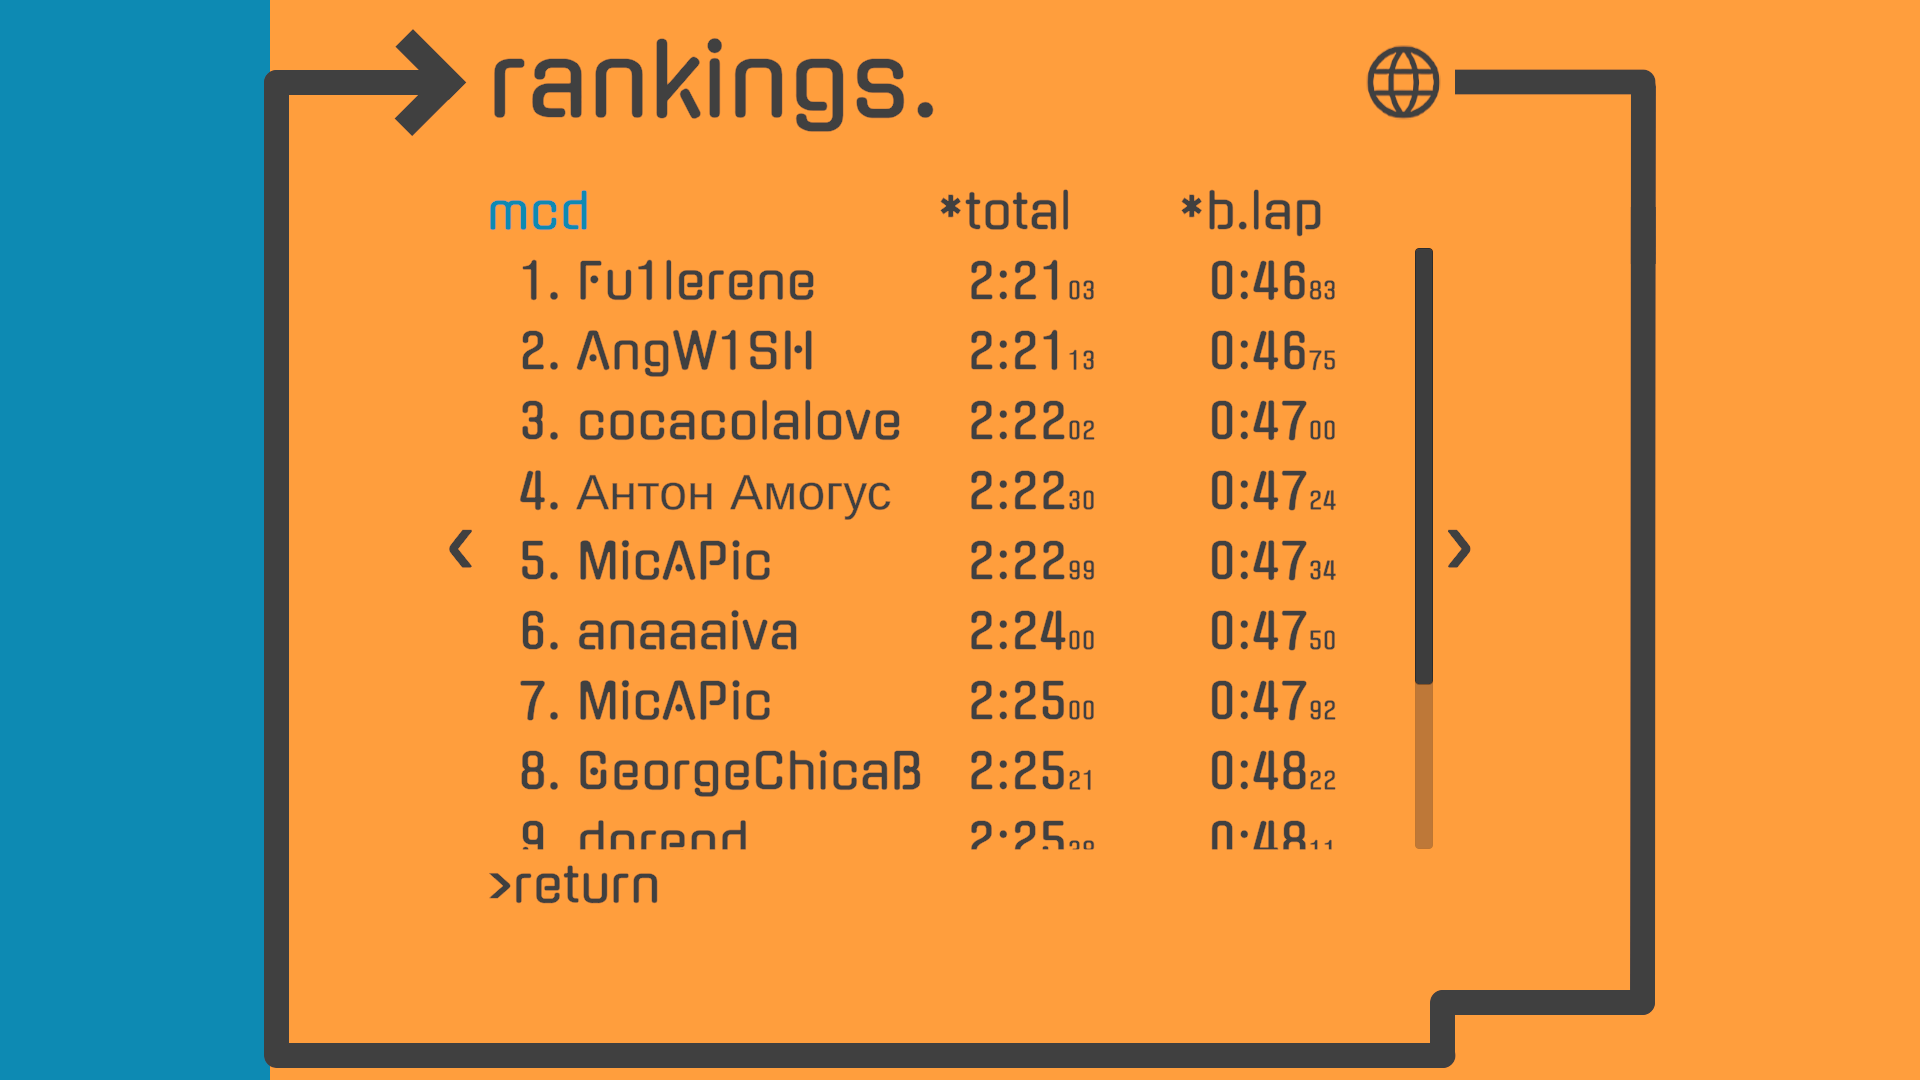 rankings.
mcd *total *b.lap
1. Fu1lerene 2:21 03 0:46 83
2. AngW1SH 2:21 13 0:46 75
3. cocacolalove 2:22 02 0:47 00
4. Антон Амогус 2:22 30 0:47 24
< 5. MicAPic 2:22 99 0:47 34 >
6. anaaaiva 2:24 00 0:47 50
7. MicAPic 2:25 00 0:47 92
8. GeorgeChicaB 2:25 21 0:48 22
9 2:25 0:48 11
>return